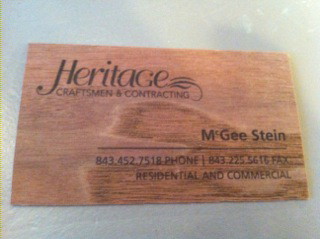 Heritage
CRAFTSMEN & CONTRACTING
McGee Stein
843.452.7518 PHONE | 843.225.5616 FAX
RESIDENTIAL AND COMMERCIAL